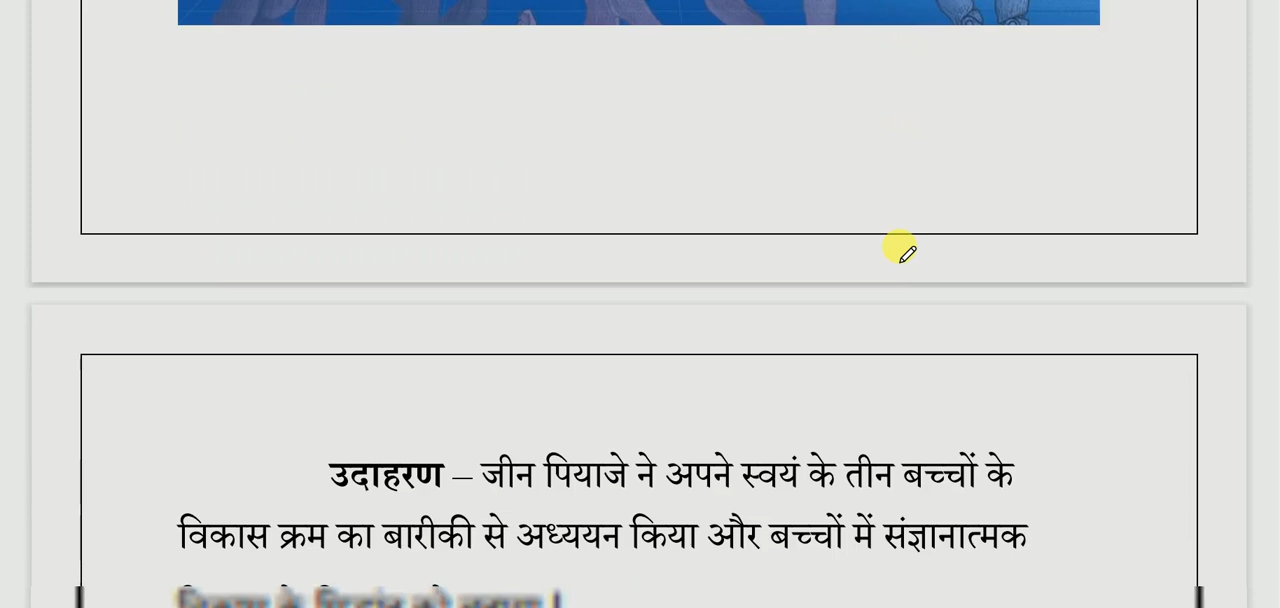 उदाहरण – जीन पियाजे ने अपने स्वयं के तीन बच्चों के
विकास क्रम का बारीकी से अध्ययन किया और बच्चों में संज्ञानात्मक